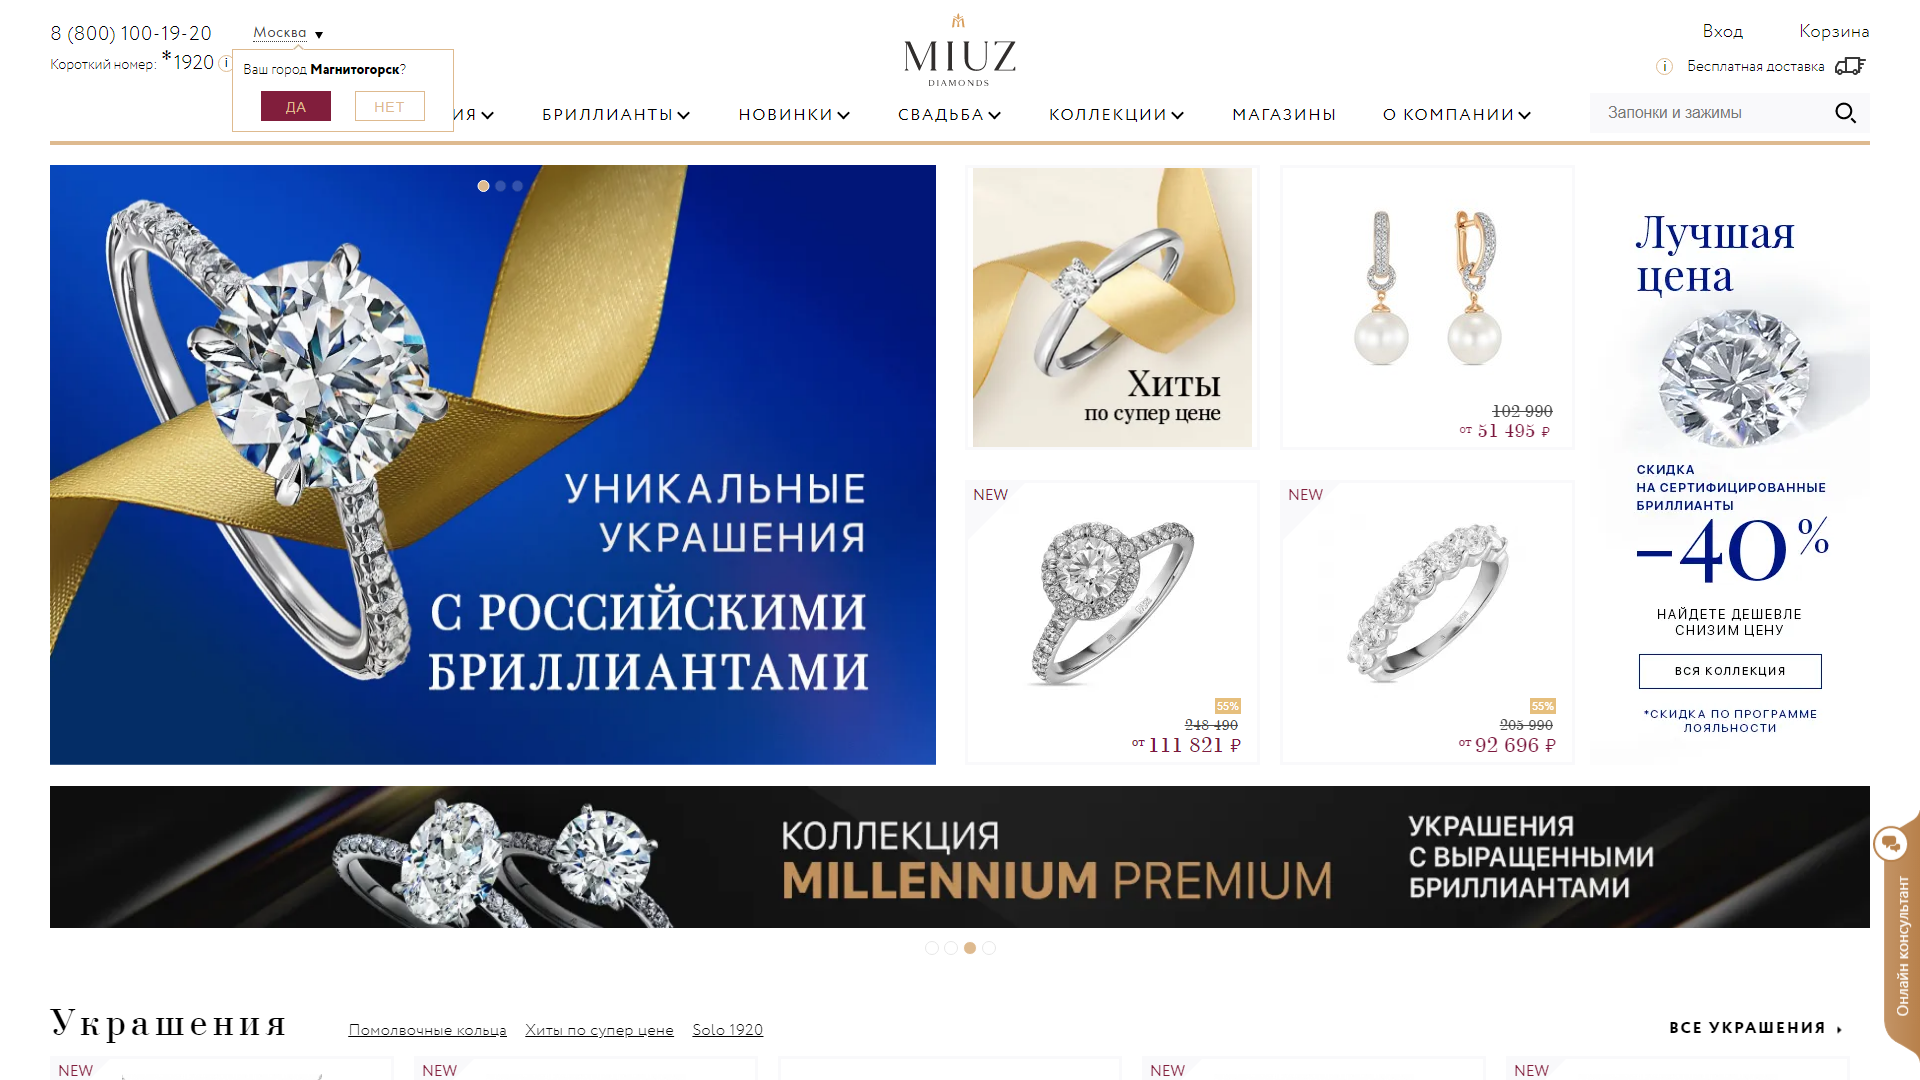 8 (800) 100-19-20
Москва ▼
Короткий номер: *1920 i
Ваш город Магнитогорск?
ДА
НЕТ
MIUZ
DIAMONDS
Вход
Корзина
i Бесплатная доставка
ИЯ
БРИЛЛИАНТЫ
НОВИНКИ
СВАДЬБА
КОЛЛЕКЦИИ
МАГАЗИНЫ
О КОМПАНИИ
Запонки и зажимы
УНИКАЛЬНЫЕ
УКРАШЕНИЯ
С РОССИЙСКИМИ
БРИЛЛИАНТАМИ
Хиты
по супер цене
102 990
от 51 495 ₽
NEW
55%
248 490
от 111 821 ₽
NEW
55%
205 990
от 92 696 ₽
Лучшая
цена
СКИДКА
НА СЕРТИФИЦИРОВАННЫЕ
БРИЛЛИАНТЫ
–40%
НАЙДЕТЕ ДЕШЕВЛЕ
СНИЗИМ ЦЕНУ
ВСЯ КОЛЛЕКЦИЯ
*СКИДКА ПО ПРОГРАММЕ
ЛОЯЛЬНОСТИ
КОЛЛЕКЦИЯ
MILLENNIUM PREMIUM
УКРАШЕНИЯ
С ВЫРАЩЕННЫМИ
БРИЛЛИАНТАМИ
Онлайн консультант
Украшения
Помолвочные кольца
Хиты по супер цене
Solo 1920
ВСЕ УКРАШЕНИЯ
NEW
NEW
NEW
NEW